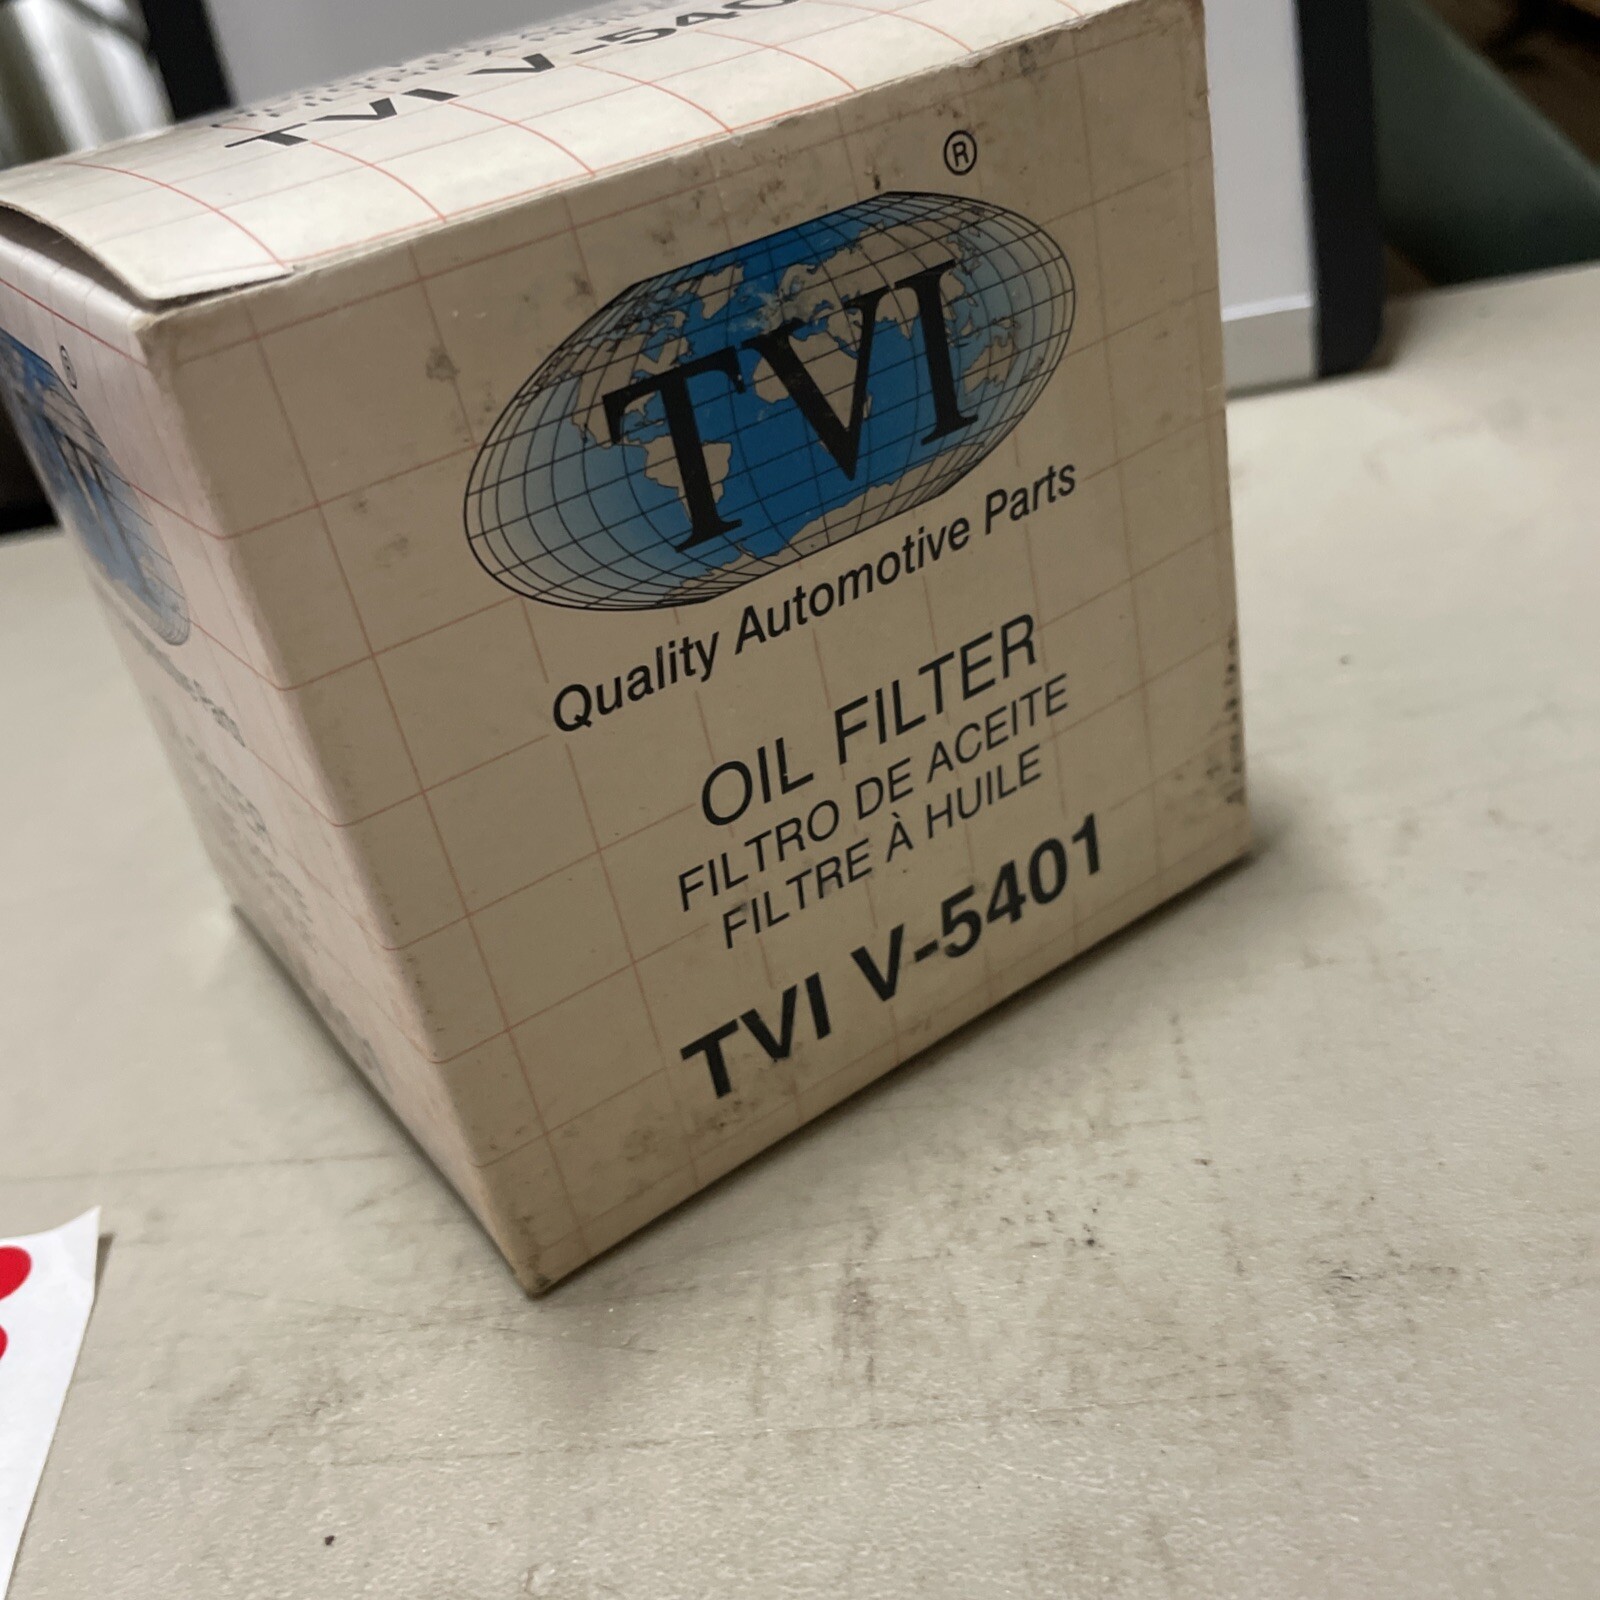 TVI V-540
®
TVI
Quality Automotive Parts
OIL FILTER
FILTRO DE ACEITE
FILTRE À HUILE
TVI V-5401
®